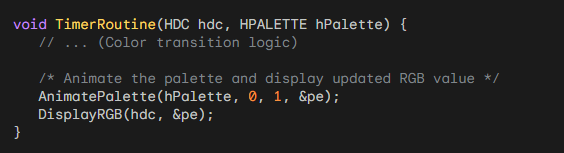 void TimerRoutine(HDC hdc, HPALETTE hPalette) {
    // ... (Color transition logic)

    /* Animate the palette and display updated RGB value */
    AnimatePalette(hPalette, 0, 1, &pe);
    DisplayRGB(hdc, &pe);
}